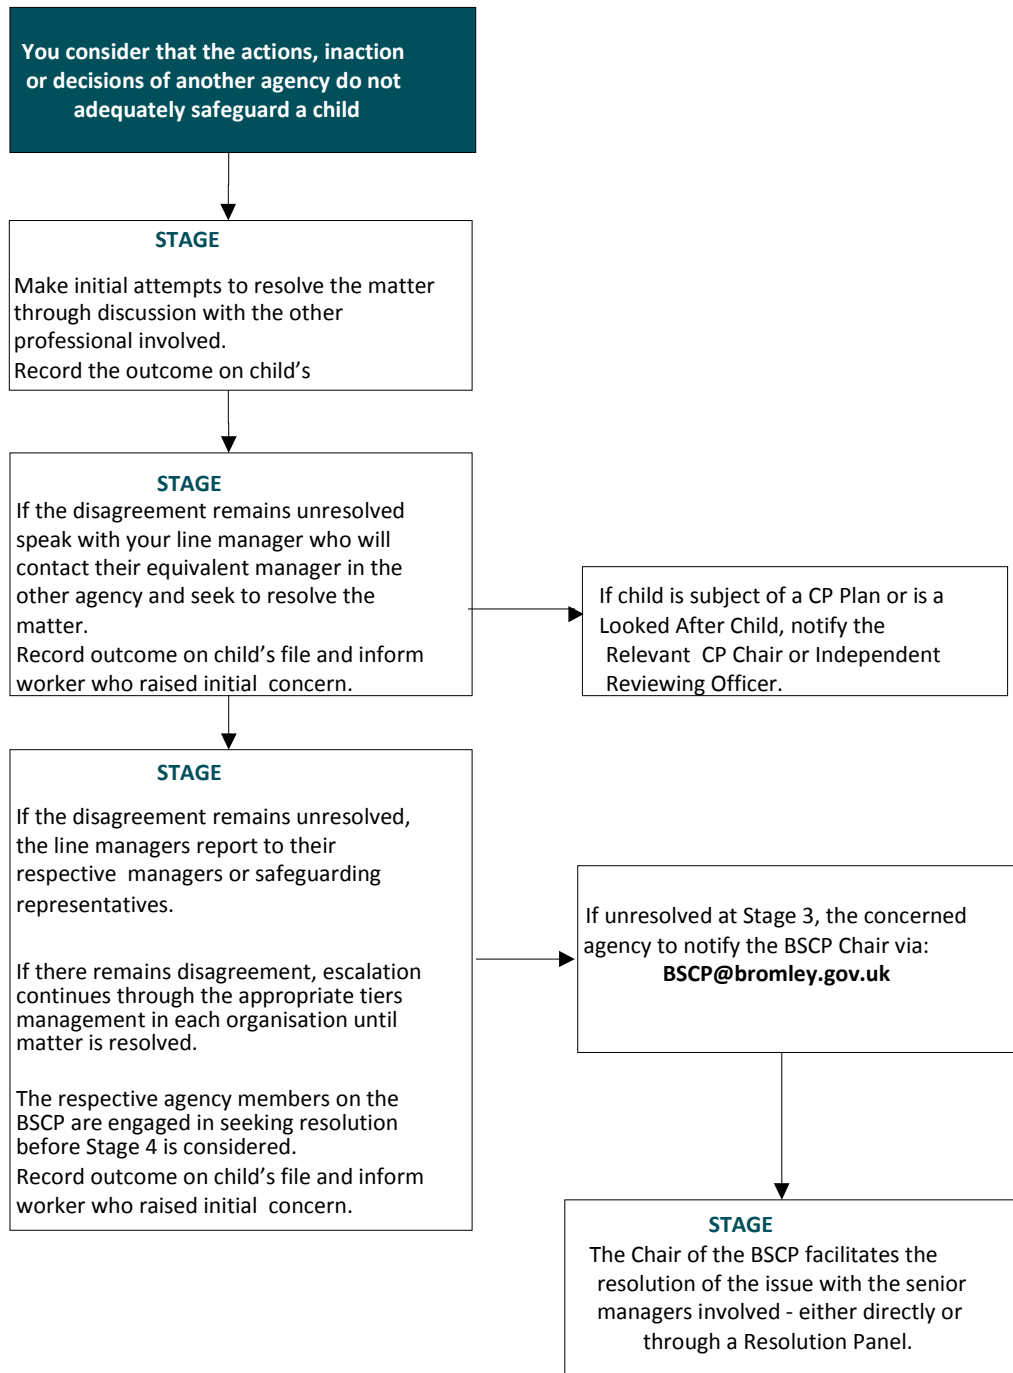 You consider that the actions, inaction
or decisions of another agency do not
adequately safeguard a child
STAGE
Make initial attempts to resolve the matter
through discussion with the other
professional involved.
Record the outcome on child's
STAGE
If the disagreement remains unresolved
speak with your line manager who will
contact their equivalent manager in the
other agency and seek to resolve the
matter.
Record outcome on child's file and inform
worker who raised initial concern.
If child is subject of a CP Plan or is a
Looked After Child, notify the
Relevant CP Chair or Independent
Reviewing Officer.
STAGE
If the disagreement remains unresolved,
the line managers report to their
respective managers or safeguarding
representatives.
If there remains disagreement, escalation
continues through the appropriate tiers
management in each organisation until
matter is resolved.
The respective agency members on the
BSCP are engaged in seeking resolution
before Stage 4 is considered.
Record outcome on child's file and inform
worker who raised initial concern.
If unresolved at Stage 3, the concerned
agency to notify the BSCP Chair via:
BSCP@bromley.gov.uk
STAGE
The Chair of the BSCP facilitates the
resolution of the issue with the senior
managers involved - either directly or
through a Resolution Panel.